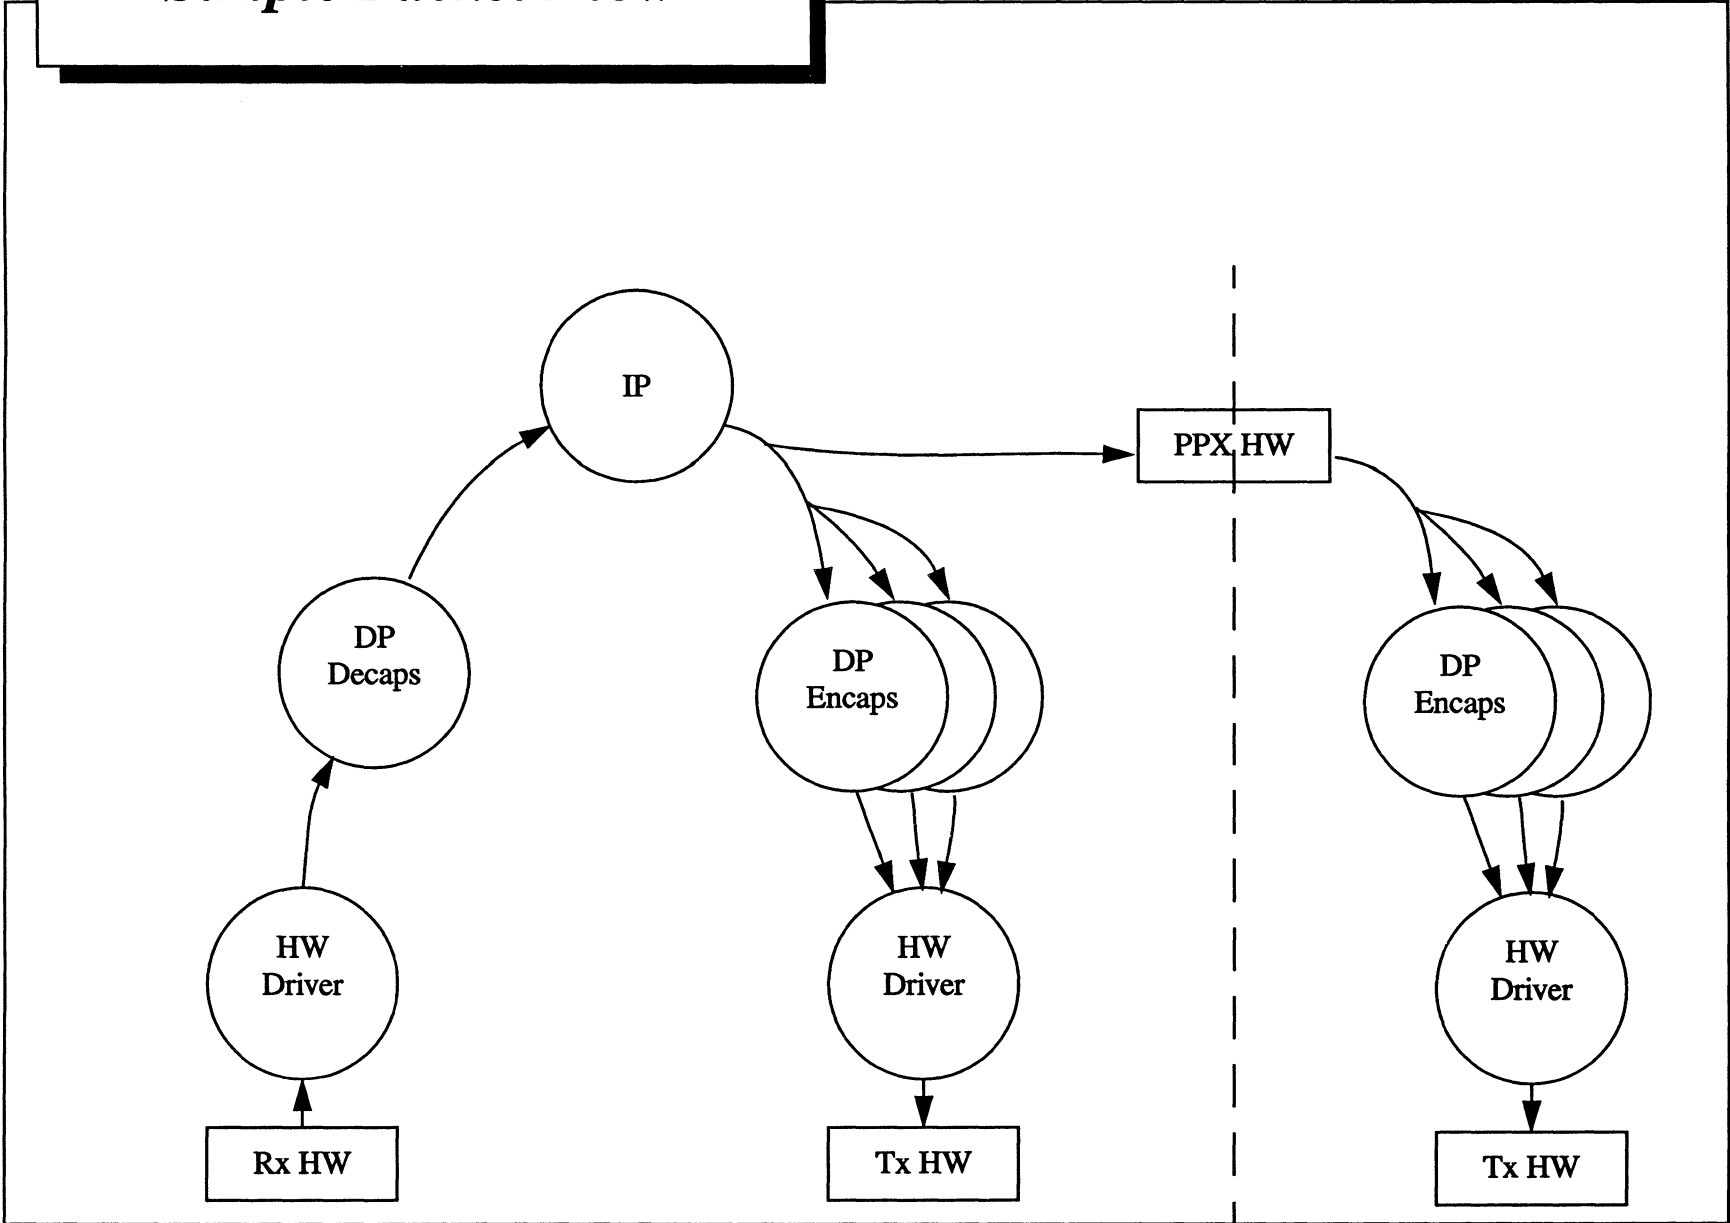 IP
PPX HW
DP
Decaps
DP
Encaps
DP
Encaps
HW
Driver
HW
Driver
HW
Driver
Rx HW
Tx HW
Tx HW